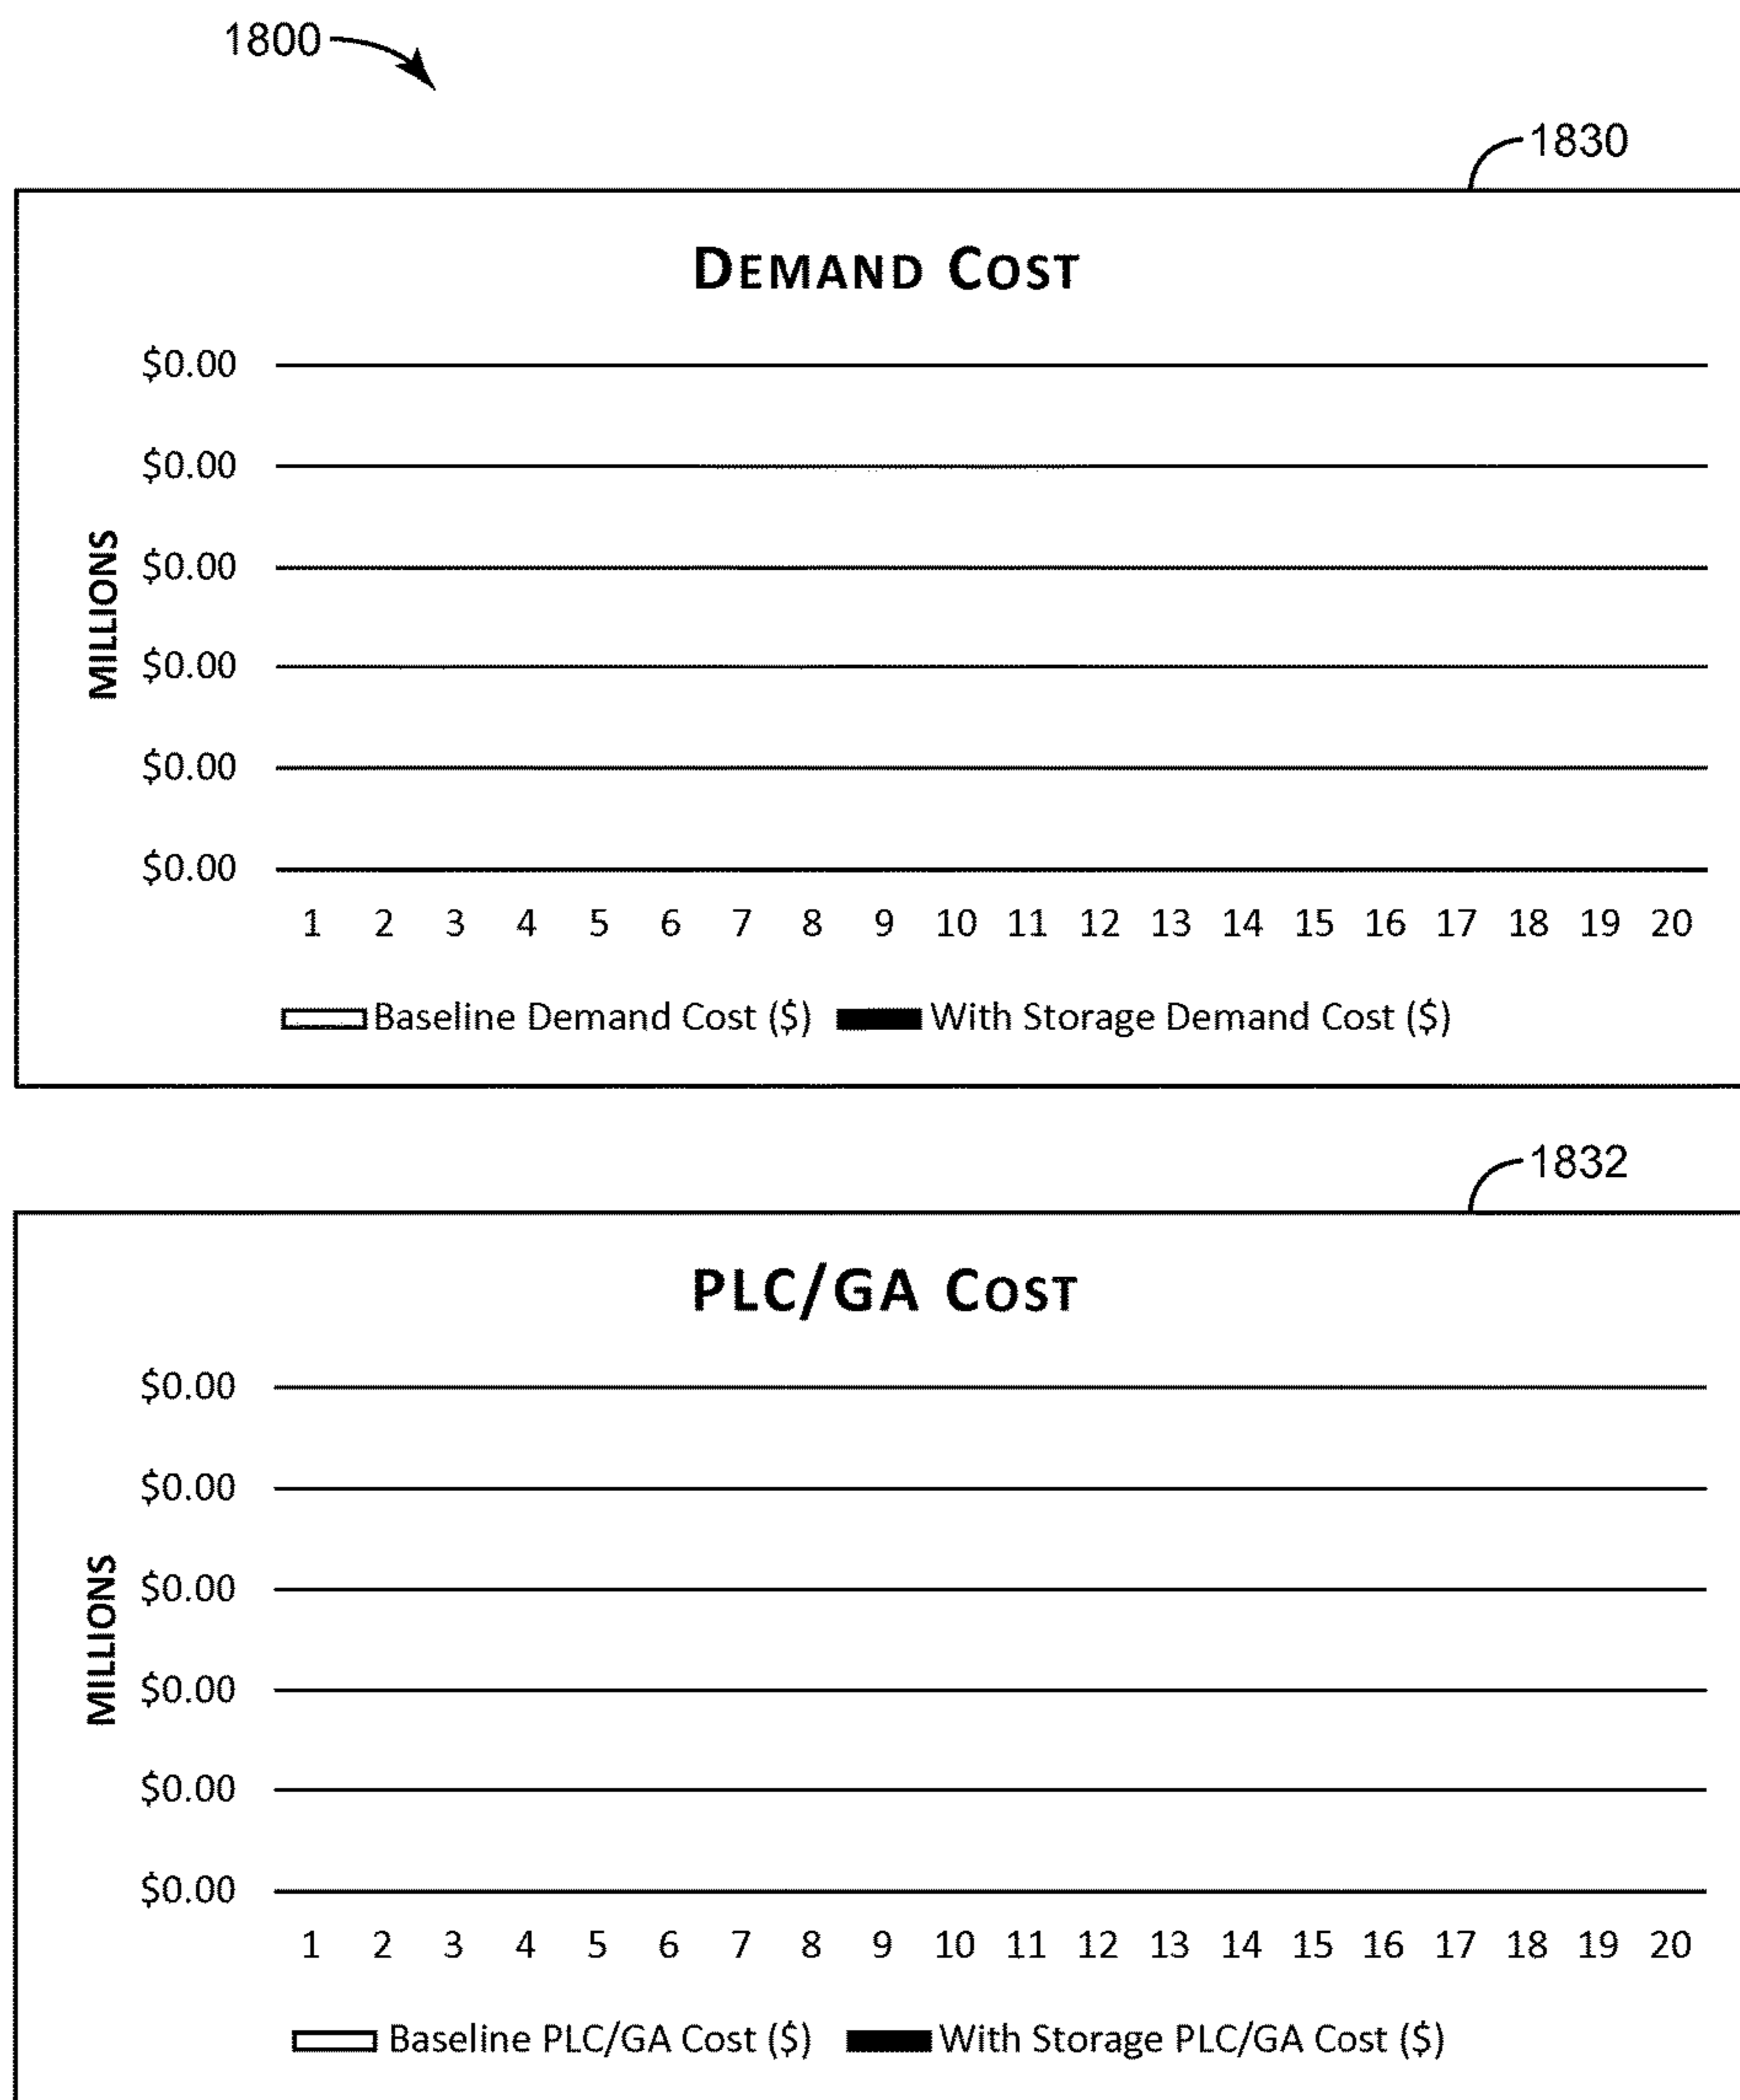 1800
1830
DEMAND COST
MILLIONS
$0.00
$0.00
$0.00
$0.00
$0.00
$0.00
1 2 3 4 5 6 7 8 9 10 11 12 13 14 15 16 17 18 19 20
Baseline Demand Cost ($) With Storage Demand Cost ($)
1832
PLC/GA COST
MILLIONS
$0.00
$0.00
$0.00
$0.00
$0.00
$0.00
1 2 3 4 5 6 7 8 9 10 11 12 13 14 15 16 17 18 19 20
Baseline PLC/GA Cost ($) With Storage PLC/GA Cost ($)